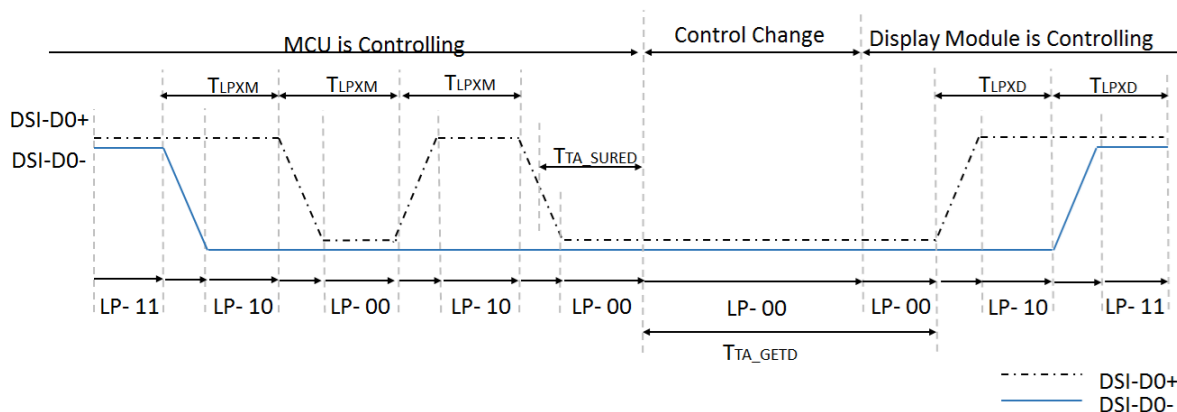 MCU is Controlling
Control Change
Display Module is Controlling
TLPXM
TLPXM
TLPXM
TLPXD
TLPXD
DSI-D0+
DSI-D0-
TTA_SURED
LP- 11
LP- 10
LP- 00
LP- 10
LP- 00
LP- 00
LP- 00
LP- 10
LP- 11
TTA_GETD
DSI-D0+
DSI-D0-